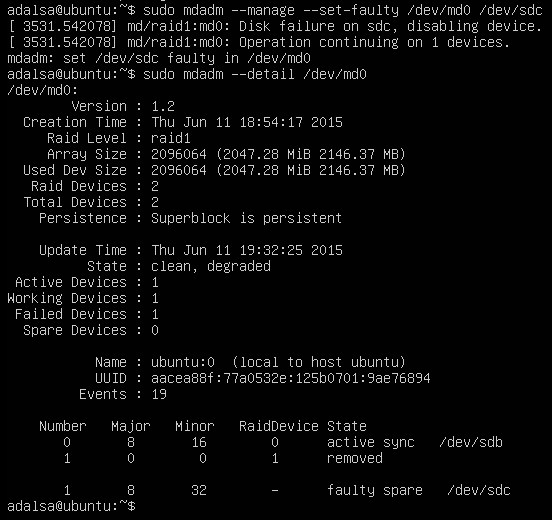 adalsa@ubuntu:~$ sudo mdadm --manage --set-faulty /dev/md0 /dev/sdc
[ 3531.542078] md/raid1:md0: Disk failure on sdc, disabling device.
[ 3531.542078] md/raid1:md0: Operation continuing on 1 devices.
mdadm: set /dev/sdc faulty in /dev/md0
adalsa@ubuntu:~$ sudo mdadm --detail /dev/md0
/dev/md0:
Version : 1.2
Creation Time : Thu Jun 11 18:54:17 2015
Raid Level : raid1
Array Size : 2096064 (2047.28 MiB 2146.37 MB)
Used Dev Size : 2096064 (2047.28 MiB 2146.37 MB)
Raid Devices : 2
Total Devices : 2
Persistence : Superblock is persistent
Update Time : Thu Jun 11 19:32:25 2015
State : clean, degraded
Active Devices : 1
Working Devices : 1
Failed Devices : 1
Spare Devices : 0
Name : ubuntu:0 (local to host ubuntu)
UUID : aacea88f:77a0532e:125b0701:9ae76894
Events : 19
Number Major Minor RaidDevice State
0 8 16 0 active sync /dev/sdb
1 0 0 1 removed
1 8 32 - faulty spare /dev/sdc
adalsa@ubuntu:~$